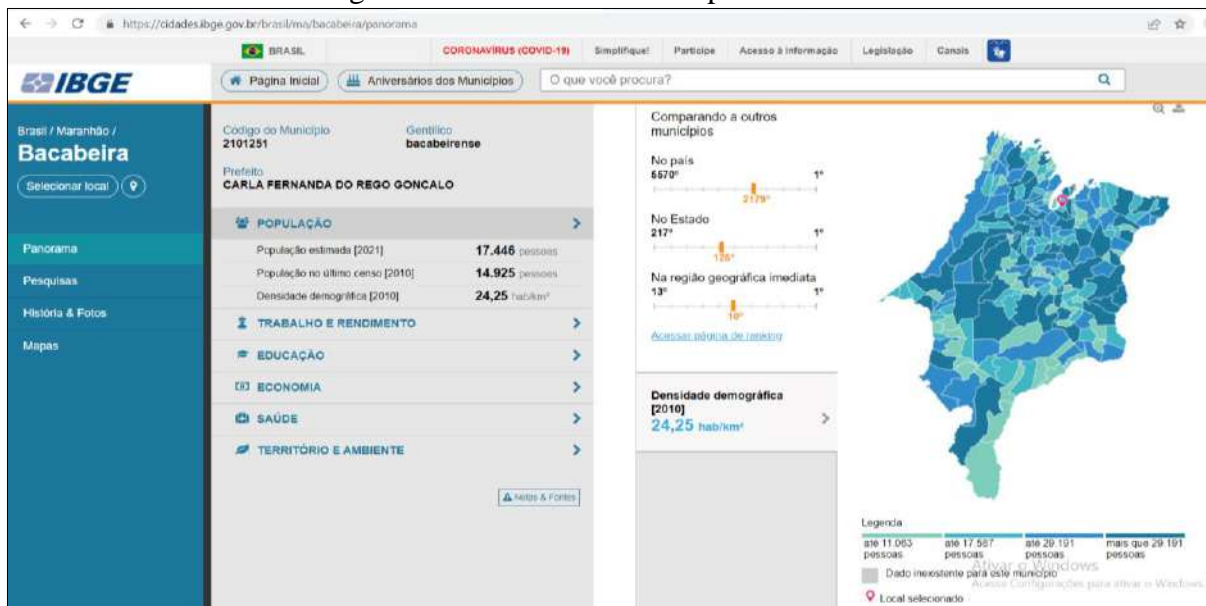 https://cidades.ibge.gov.br/brasil/ma/bacabeira/panorama
BRASIL
CORONAVÍRUS (COVID-19)
Simplifique!
Participe
Acesso à informação
Legislação
Canais
IBGE
Página Inicial
Aniversários dos Municípios
O que você procura?
Brasil / Maranhão /
Bacabeira
Selecionar local
Panorama
Pesquisas
História & Fotos
Mapas
Código do Município
2101251
Gentílico
bacabeirense
Prefeito
CARLA FERNANDA DO REGO GONCALO
POPULAÇÃO
População estimada [2021] 17.446 pessoas
População no último censo [2010] 14.925 pessoas
Densidade demográfica [2010] 24,25 hab/km²
TRABALHO E RENDIMENTO
EDUCAÇÃO
ECONOMIA
SAÚDE
TERRITÓRIO E AMBIENTE
Notas & Fontes
Comparando a outros
municípios
No país
5570º 1º
2179º
No Estado
217º 1º
126º
Na região geográfica imediata
13º 1º
10º
Acessar página de ranking
Densidade demográfica
[2010]
24,25 hab/km²
Legenda
até 11.063 pessoas
até 17.587 pessoas
até 29.191 pessoas
mais que 29.191 pessoas
Dado inexistente para este município
Local selecionado
Ativar o Windows
Acesse Configurações para ativar o Windows.